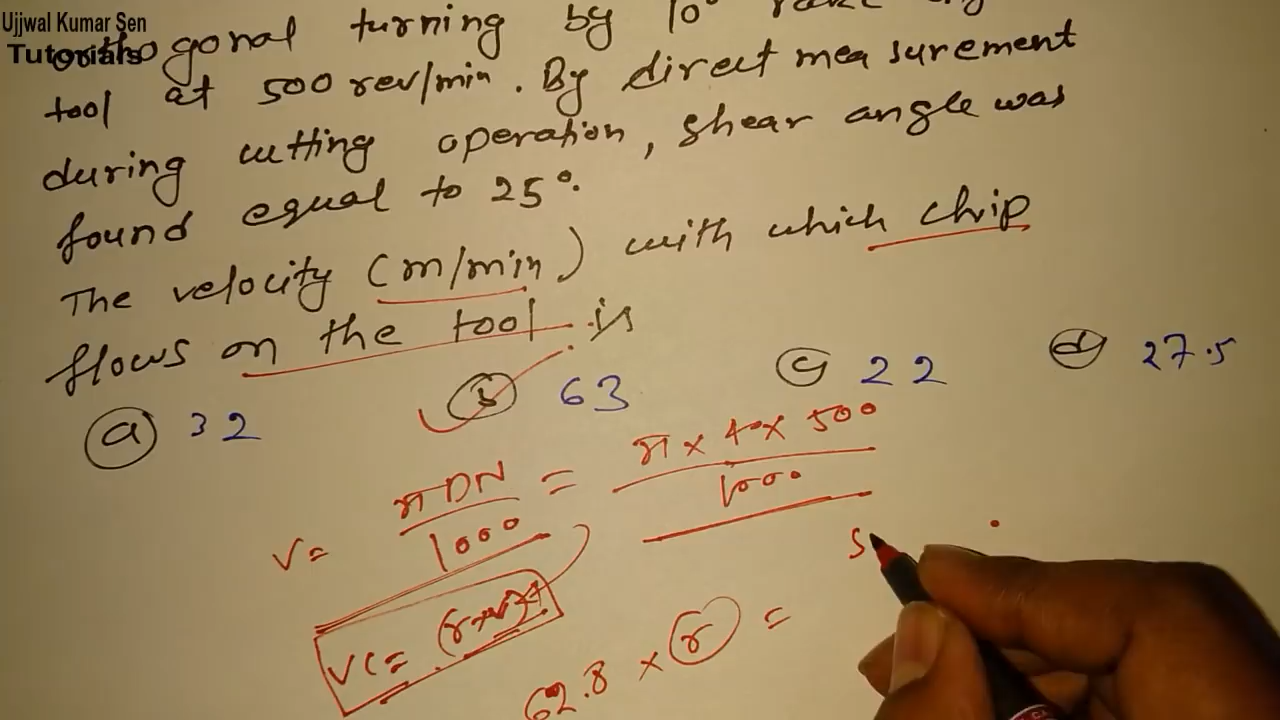 Ujjwal Kumar Sen
Tutorials
orthogonal turning by 10°
tool at 500 rev/min. By direct measurement
during cutting operation, shear angle was
found equal to 25°.
The velocity (m/min) with which chip
flows on the tool is
(a) 32 (b) 63 (c) 22 (d) 27.5
V = πDN/1000 = π × 40 × 500/1000
Vc = (r×V)
62.8 × r =
S